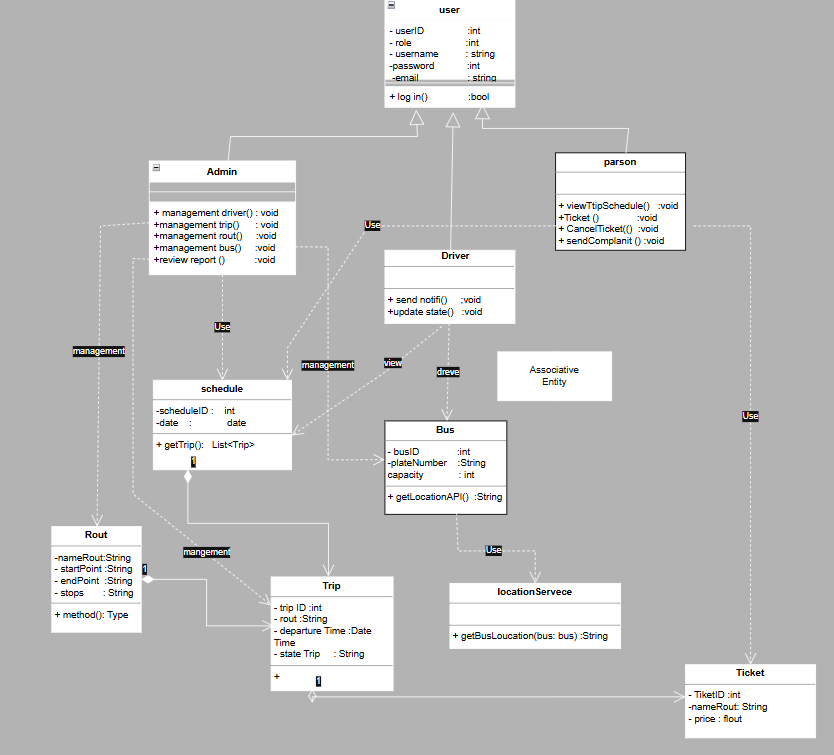 user
- userID :int
- role :int
- username : string
-password :int
-email : string
+ log in() :bool
Admin
+ management driver() : void
+management trip() : void
+management rout() :void
+management bus() :void
+review report () :void
parson
+ viewTtipSchedule() :void
+Ticket () :void
+ CancelTicket(() :void
+ sendComplanit () :void
Use
Driver
+ send notifi() ;void
+update state() :void
Use
management
management
view
dreve
Associative
Entity
schedule
-scheduleID : int
-date : date
+ getTrip(): List<Trip>
1
Use
Bus
- busID :int
-plateNumber :String
capacity : int
+ getLocationAPI() :String
Rout
-nameRout:String
- startPoint :String
- endPoint :String
- stops : String
+ method(): Type
1
mangement
Use
Trip
- trip ID :int
- rout :String
- departure Time :Date
Time
- state Trip : String
+
1
locationServece
+ getBusLoucation(bus: bus) :String
Ticket
- TiketID :int
-nameRout: String
- price : flout